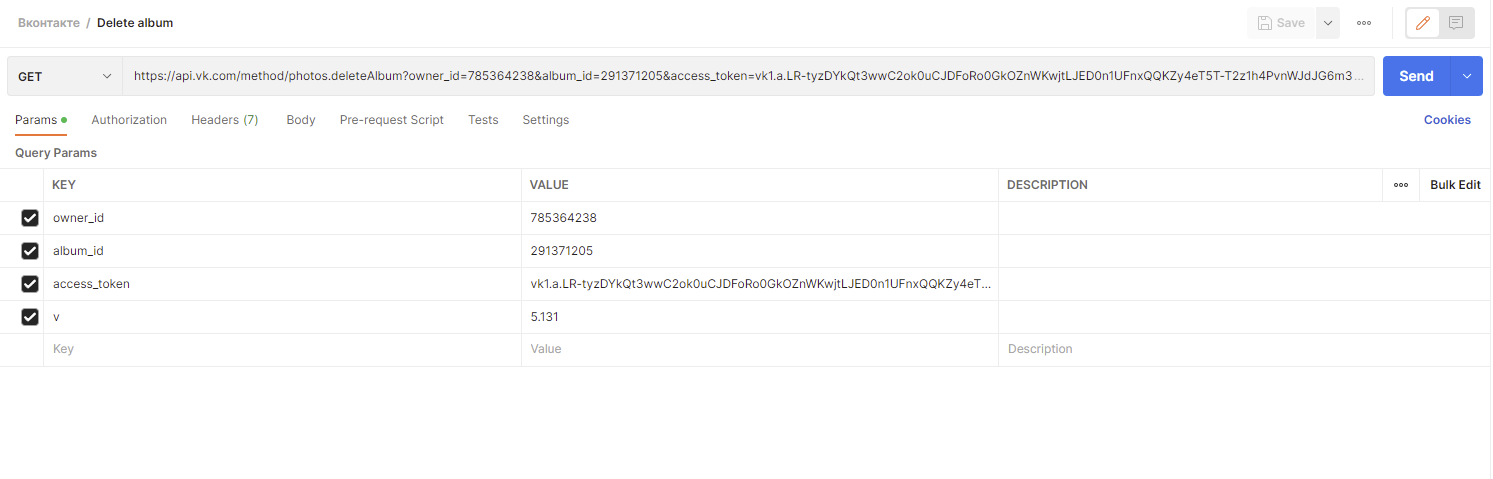 Вконтакте / Delete album
Save
GET
https://api.vk.com/method/photos.deleteAlbum?owner_id=785364238&album_id=291371205&access_token=vk1.a.LR-tyzDYkQt3wwC2ok0uCJDFoRo0GkOZnWKwjtLJED0n1UFnxQQKZy4eT5T-T2z1h4PvnWJdJG6m3 ...
Send
Params Authorization Headers (7) Body Pre-request Script Tests Settings Cookies
Query Params
KEY VALUE DESCRIPTION Bulk Edit
owner_id 785364238
album_id 291371205
access_token vk1.a.LR-tyzDYkQt3wwC2ok0uCJDFoRo0GkOZnWKwjtLJED0n1UFnxQQKZy4eT...
v 5.131
Key Value Description